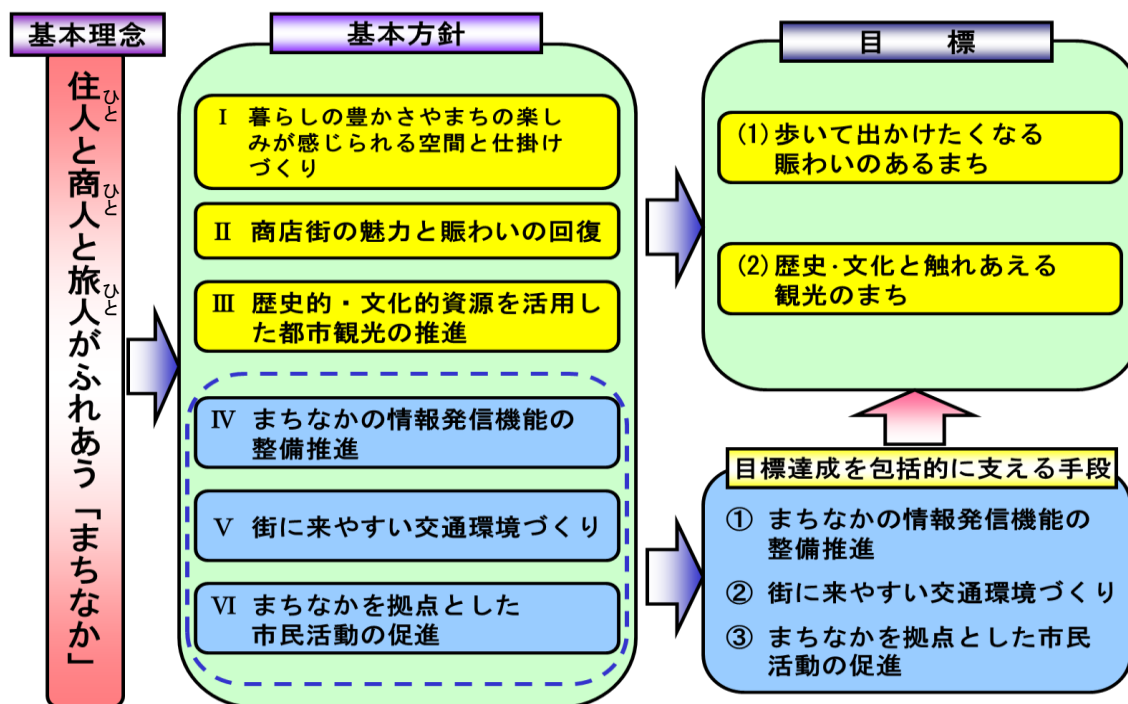 基本理念
住人と商人と旅人がふれあう「まちなか」
ひと
ひと
ひと
基本方針
Ⅰ 暮らしの豊かさやまちの楽し
みが感じられる空間と仕掛け
づくり
Ⅱ 商店街の魅力と賑わいの回復
Ⅲ 歴史的・文化的資源を活用し
た都市観光の推進
Ⅳ まちなかの情報発信機能の
整備推進
Ⅴ 街に来やすい交通環境づくり
Ⅵ まちなかを拠点とした
市民活動の促進
目 標
(1)歩いて出かけたくなる
賑わいのあるまち
(2)歴史・文化と触れあえる
観光のまち
目標達成を包括的に支える手段
① まちなかの情報発信機能の
整備推進
② 街に来やすい交通環境づくり
③ まちなかを拠点とした市民
活動の促進